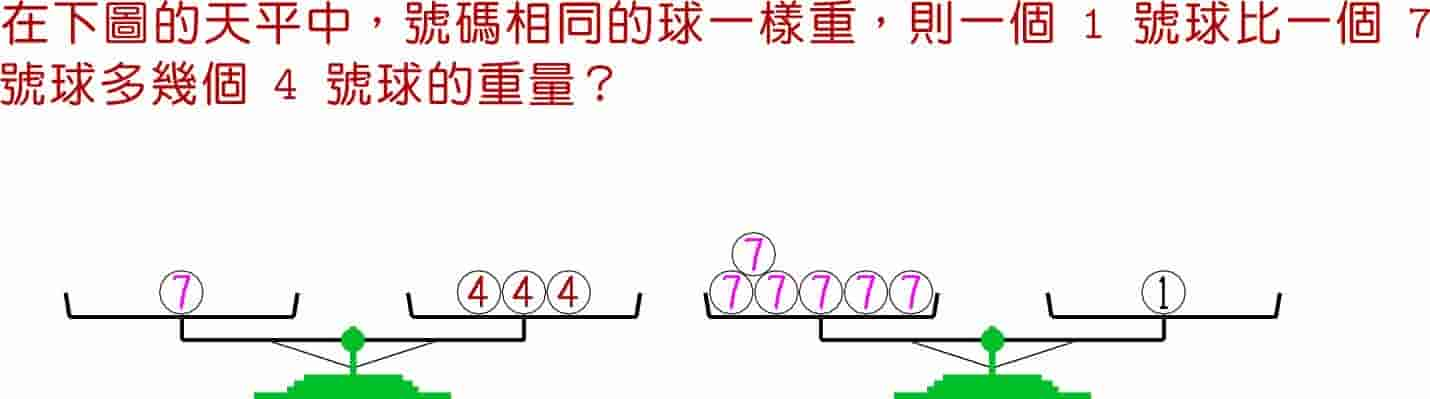 在下圖的天平中，號碼相同的球一樣重，則一個 1 號球比一個 7
號球多幾個 4 號球的重量？
7
7 4 4 4 7 7 7 7 7 1